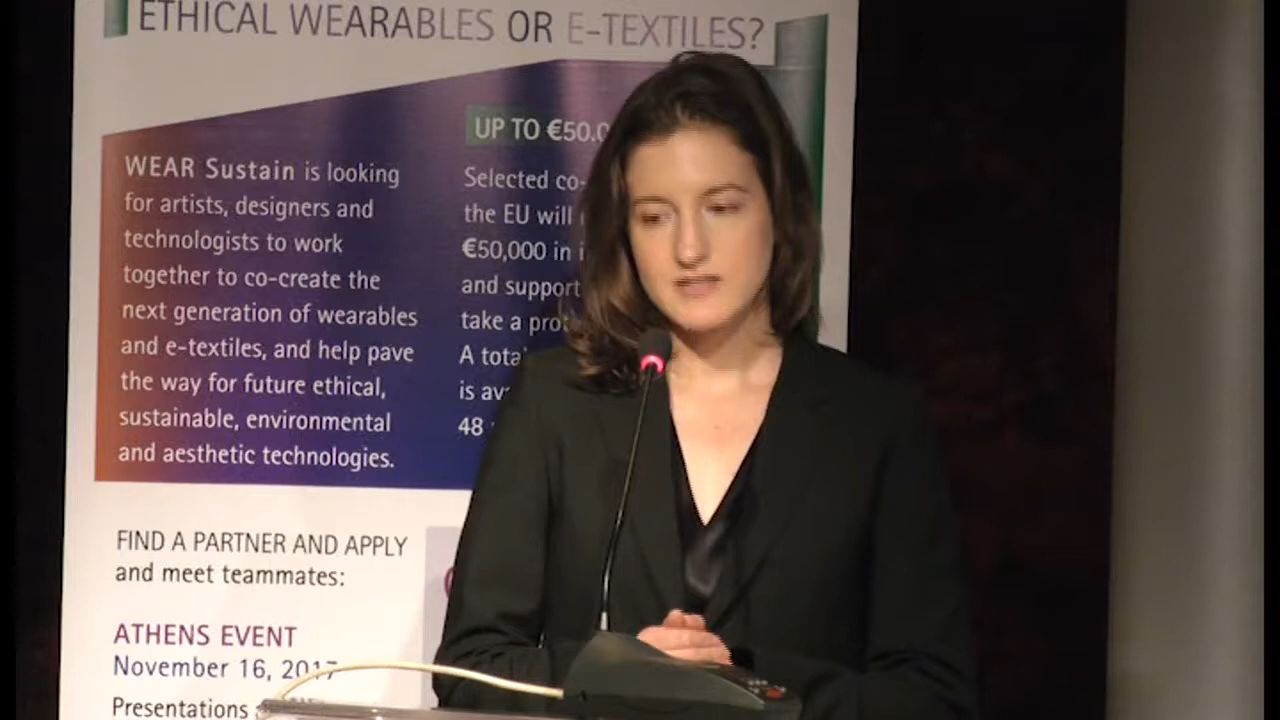 ETHICAL WEARABLES OR E-TEXTILES?
WEAR Sustain is looking
for artists, designers and
technologists to work
together to co-create the
next generation of wearables
and e-textiles, and help pave
the way for future ethical,
sustainable, environmental
and aesthetic technologies.
UP TO €50.0
Selected co-
the EU will
€50,000 in
and support
take a
A
is
48
FIND A PARTNER AND APPLY
and meet teammates:
ATHENS EVENT
November 16, 2017
Presentations